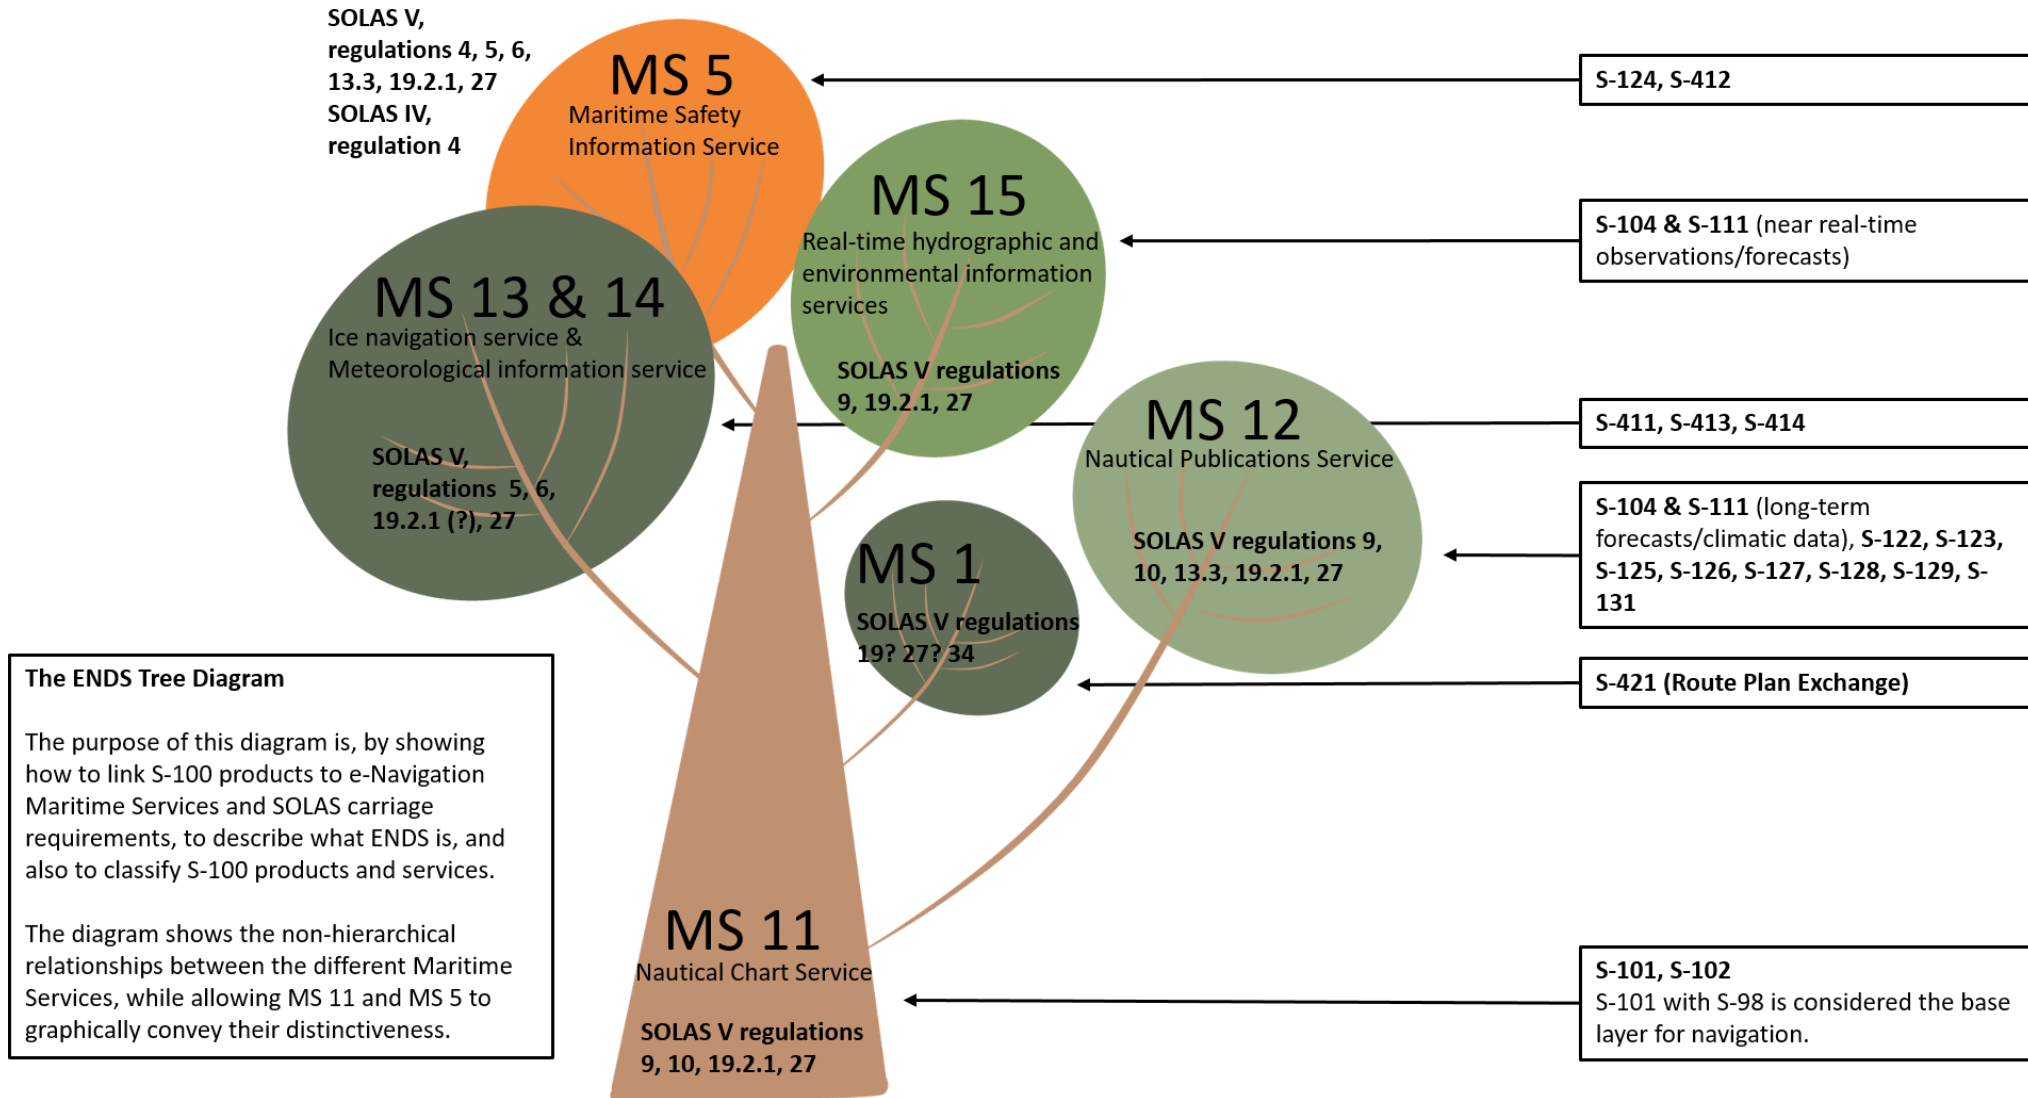 SOLAS V,
regulations 4, 5, 6,
13.3, 19.2.1, 27
SOLAS IV,
regulation 4
MS 5
Maritime Safety
Information Service
S-124, S-412
MS 15
Real-time hydrographic and
environmental information
services
SOLAS V regulations
9, 19.2.1, 27
S-104 & S-111 (near real-time
observations/forecasts)
MS 13 & 14
Ice navigation service &
Meteorological information service
SOLAS V,
regulations  5, 6,
19.2.1 (?), 27
S-411, S-413, S-414
MS 12
Nautical Publications Service
SOLAS V regulations 9,
10, 13.3, 19.2.1, 27
S-104 & S-111 (long-term
forecasts/climatic data), S-122, S-123,
S-125, S-126, S-127, S-128, S-129, S-
131
MS 1
SOLAS V regulations
19? 27? 34
S-421 (Route Plan Exchange)
The ENDS Tree Diagram
The purpose of this diagram is, by showing
how to link S-100 products to e-Navigation
Maritime Services and SOLAS carriage
requirements, to describe what ENDS is, and
also to classify S-100 products and services.
The diagram shows the non-hierarchical
relationships between the different Maritime
Services, while allowing MS 11 and MS 5 to
graphically convey their distinctiveness.
MS 11
Nautical Chart Service
SOLAS V regulations
9, 10, 19.2.1, 27
S-101, S-102
S-101 with S-98 is considered the base
layer for navigation.